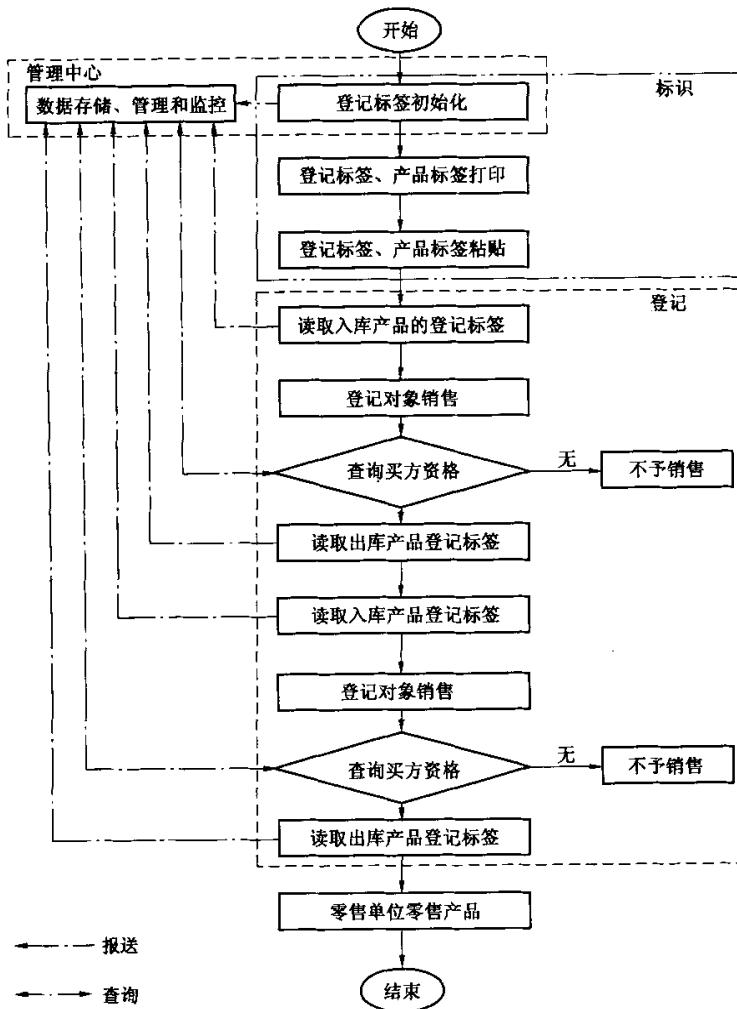 开始
管理中心
标识
数据存储、管理和监控
登记标签初始化
登记标签、产品标签打印
登记标签、产品标签粘贴
登记
读取入库产品的登记标签
登记对象销售
查询买方资格
无
不予销售
读取出库产品登记标签
读取入库产品登记标签
登记对象销售
查询买方资格
无
不予销售
读取出库产品登记标签
零售单位零售产品
报送
结束
查询